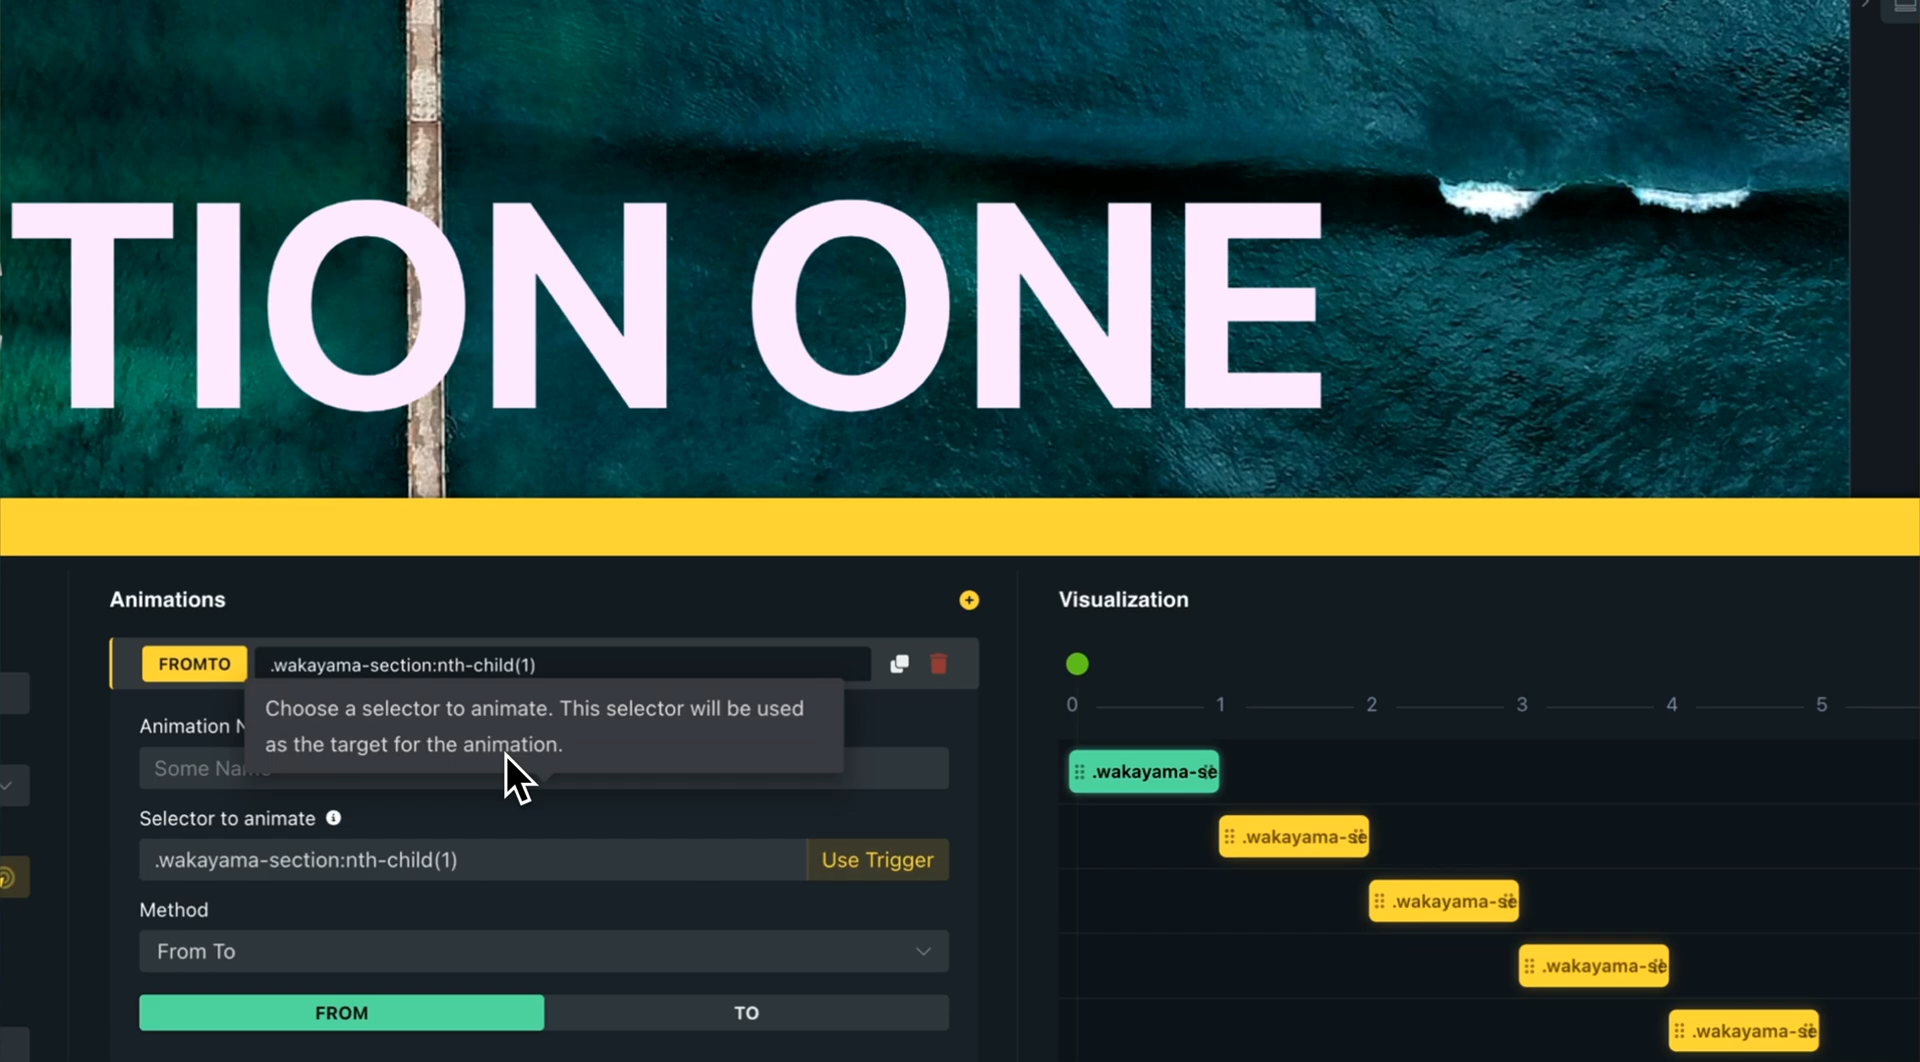 TION ONE
Animations
FROMTO .wakayama-section:nth-child(1)
Choose a selector to animate. This selector will be used
as the target for the animation.
Animation N
Some Name
Selector to animate
.wakayama-section:nth-child(1) Use Trigger
Method
From To
FROM TO
Visualization
0 1 2 3 4 5
.wakayama-se
.wakayama-se
.wakayama-se
.wakayama-se
.wakayama-se